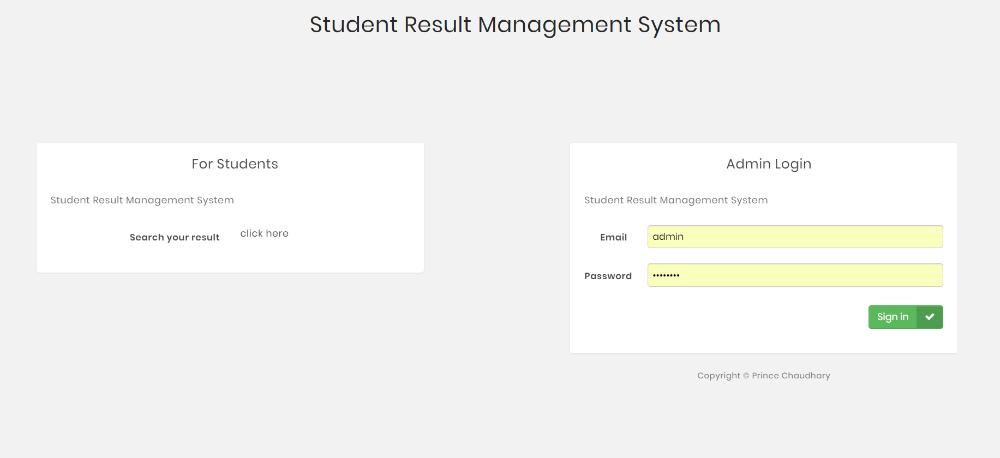 Student Result Management System
For Students
Student Result Management System
Search your result
click here
Admin Login
Student Result Management System
Email
admin
Password
••••••••
Sign in
Copyright © Prince Chaudhary